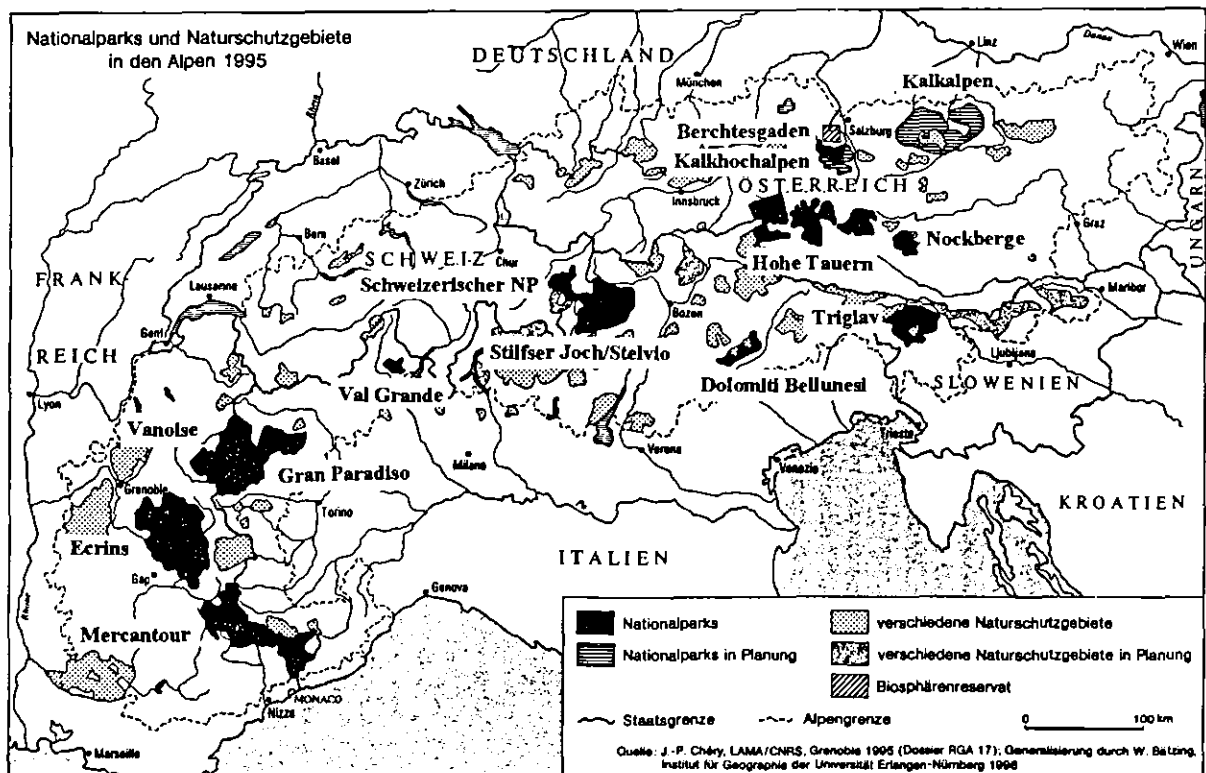 Nationalparks und Naturschutzgebiete
in den Alpen 1995
DEUTSCHLAND
Linz
Donau
Wien
München
Kalkalpen
Rhein
Berchtesgaden
Salzburg
Basel
Kalkhochalpen
Zürich
ÖSTERREICH
Innsbruck
UNGARN
Bern
Graz
Nockberge
SCHWEIZ
Chur
FRANK
REICH
Hohe Tauern
Schweizerischer NP
Lausanne
Maribor
Bozen
Triglav
Genf
Stilfser Joch/Stelvio
Ljubljana
SLOWENIEN
Val Grande
Dolomiti Bellunesi
Lyon
Vanoise
Trieste
Verona
Milano
Venezia
Gran Paradiso
Grenoble
KROATIEN
Torino
Ecrins
ITALIEN
Gap
Genova
Mercantour
MONACO
Nizza
Marseille
Nationalparks
verschiedene Naturschutzgebiete
Nationalparks in Planung
verschiedene Naturschutzgebiete in Planung
Biosphärenreservat
Staatsgrenze
Alpengrenze
0 100 km
Quelle: J.-P. Chéry, LAMA/CNRS, Grenoble 1995 (Dossier RGA 17); Generalisierung durch W. Bätzing,
Institut für Geographie der Universität Erlangen-Nürnberg 1996